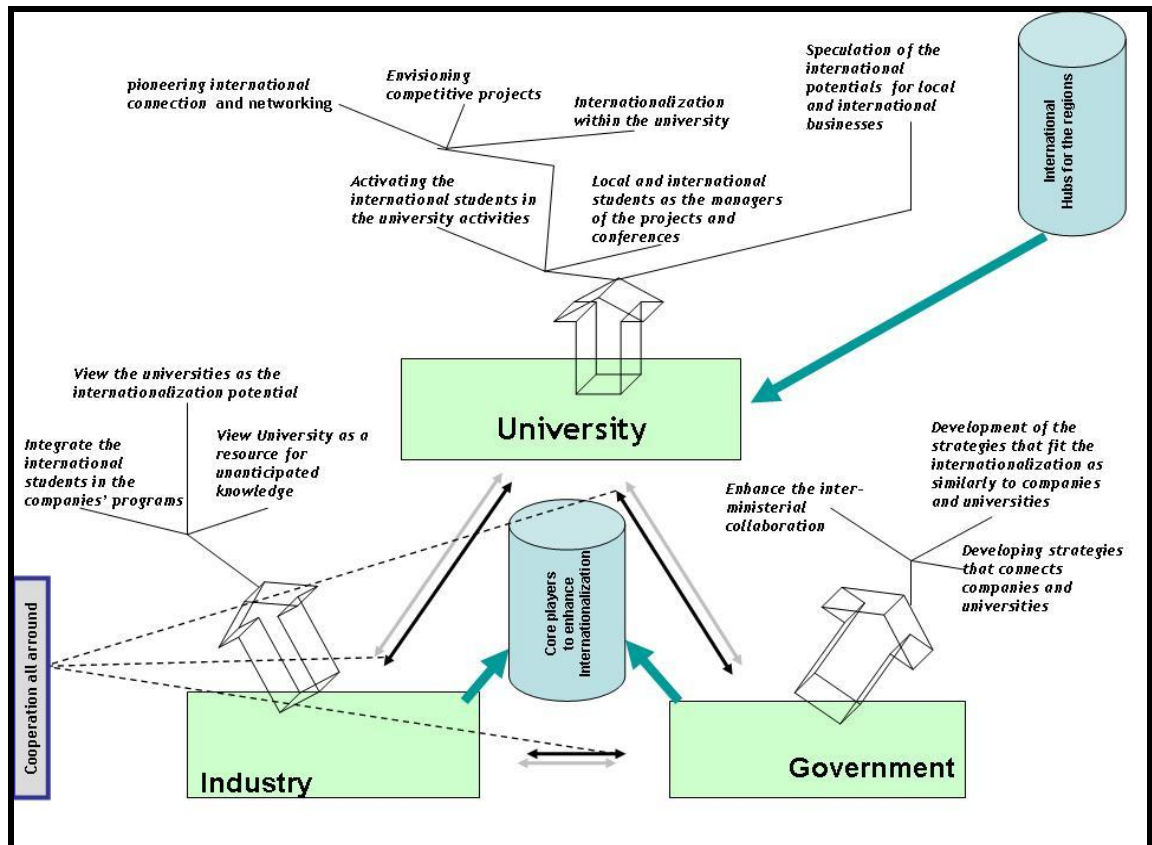 pioneering international
connection and networking
Envisioning
competitive projects
Internationalization
within the university
Speculation of the
international
potentials for local
and international
businesses
International
Hubs for the regions
Activating the
international students in
the university activities
Local and international
students as the managers
of the projects and
conferences
University
View the universities as the
internationalization potential
Integrate the
international
students in the
companies' programs
View University as a
resource for
unanticipated
knowledge
Enhance the inter-
ministerial
collaboration
Development of the
strategies that fit the
internationalization as
similarly to companies
and universities
Developing strategies
that connects
companies and
universities
Core players
to enhance
Internationalization
Cooperation all arround
Industry
Government